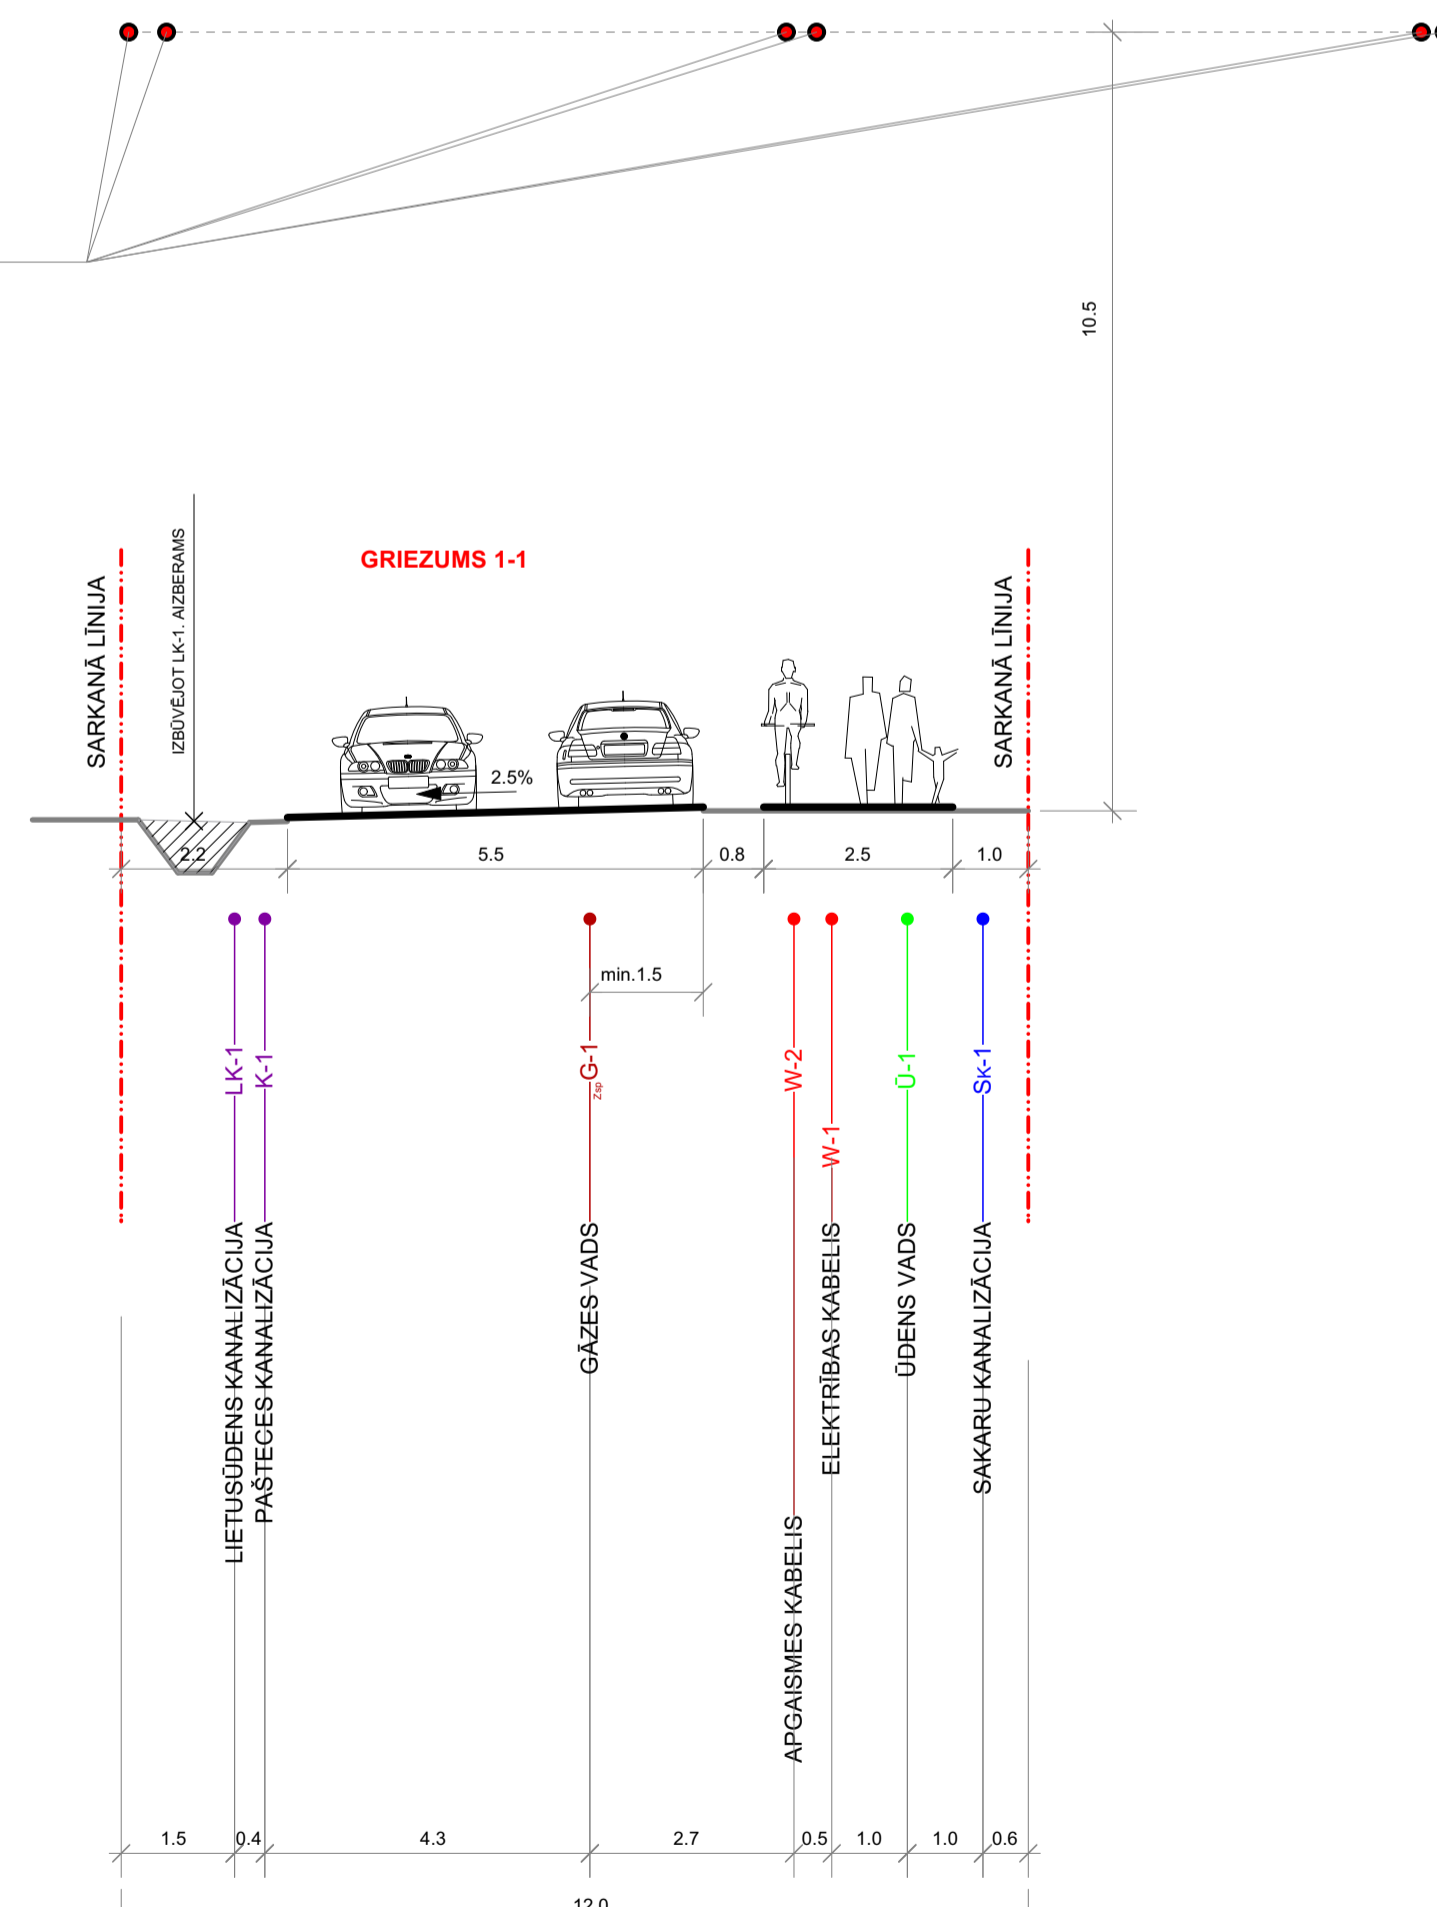 10.5
GRIEZUMS 1-1
SARKANĀ LĪNIJA
IZBŪVĒJOT LK-1. AIZBERAMS
SARKANĀ LĪNIJA
2.5%
2.2
5.5
0.8
2.5
1.0
min.1.5
LK-1
K-1
Zsp G-1
W-2
W-1
Ū-1
SK-1
LIETUSŪDENS KANALIZĀCIJA
PAŠTECES KANALIZĀCIJA
GĀZES VADS
APGAISMES KABELIS
ELEKTRĪBAS KABELIS
ŪDENS VADS
SAKARU KANALIZĀCIJA
1.5
0.4
4.3
2.7
0.5
1.0
1.0
0.6
12.0